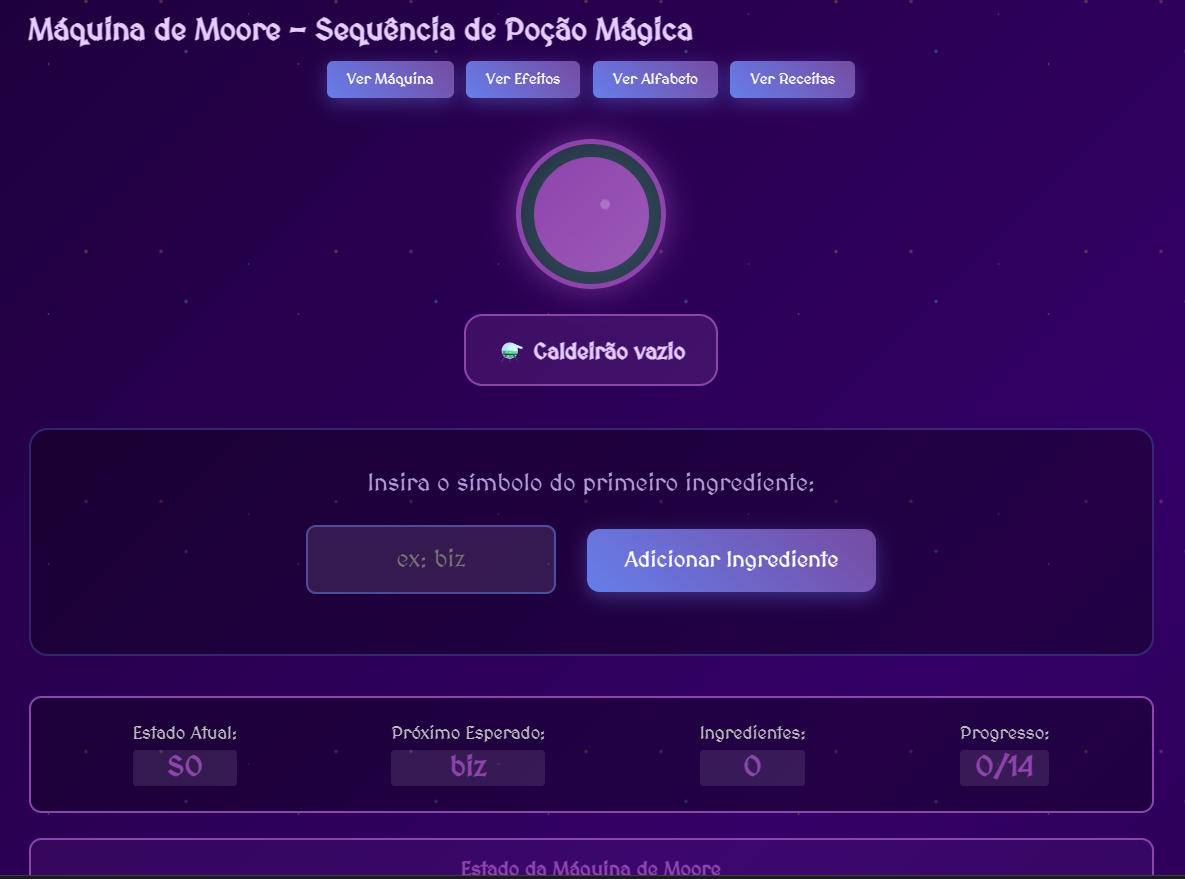 Máquina de Moore – Sequência de Poção Mágica
Ver Máquina Ver Efeitos Ver Alfabeto Ver Receitas
Caldeirão vazio
Insira o símbolo do primeiro ingrediente:
ex: biz Adicionar Ingrediente
Estado Atual: Próximo Esperado: Ingredientes: Progresso:
S0 biz 0 0/14
Estado da Máquina de Moore